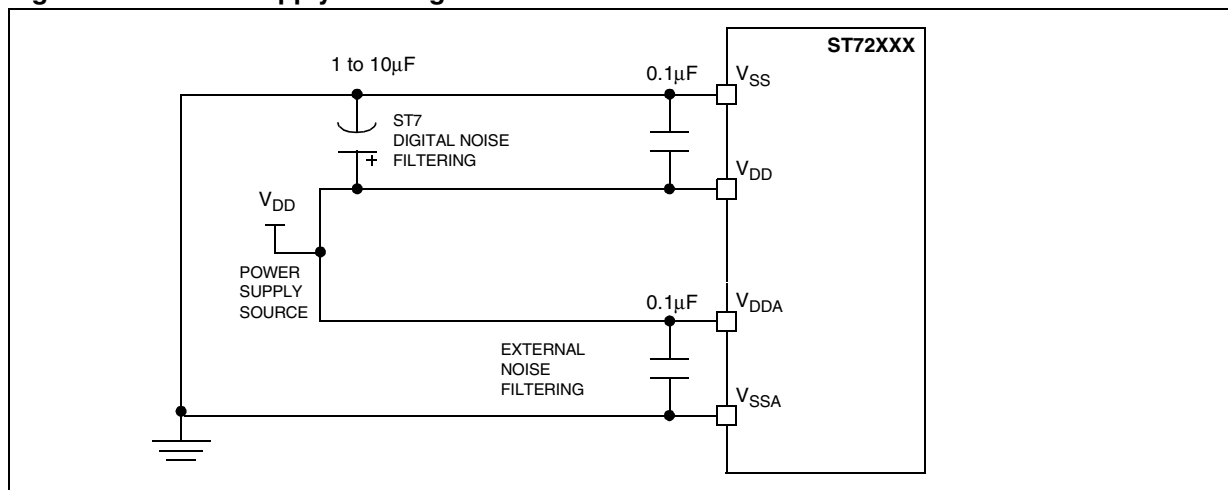 ST72XXX
1 to 10μF
0.1μF
VSS
ST7
DIGITAL NOISE
FILTERING
+
VDD
VDD
POWER
SUPPLY
SOURCE
0.1μF
VDDA
EXTERNAL
NOISE
FILTERING
VSSA